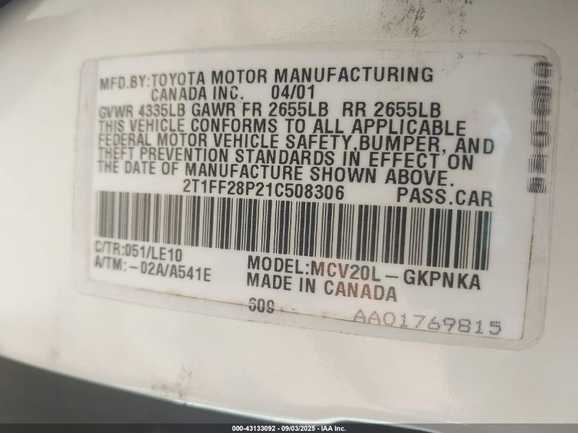 MFD.BY:TOYOTA MOTOR MANUFACTURING
CANADA INC. 04/01
GVWR 4335LB GAWR FR 2655LB RR 2655LB
THIS VEHICLE CONFORMS TO ALL APPLICABLE
FEDERAL MOTOR VEHICLE SAFETY,BUMPER, AND
THEFT PREVENTION STANDARDS IN EFFECT ON
THE DATE OF MANUFACTURE SHOWN ABOVE.
2T1FF28P21C508306 PASS.CAR
C/TR:051/LE10 MODEL:MCV20L-GKPNKA
A/TM:-02A/A541E MADE IN CANADA
609
AA01769815
000-43133092 - 09/03/2025 - IAA Inc.